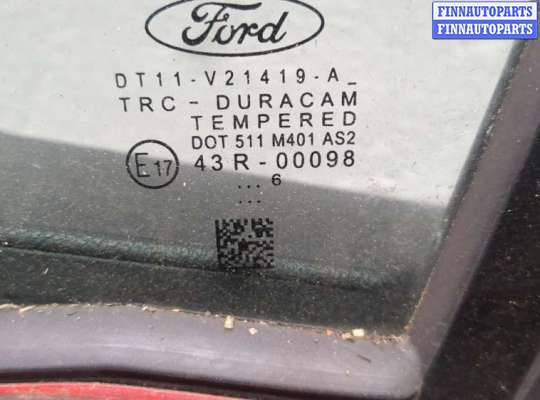 FINNAUTOPARTS
FINNAUTOPARTS
Ford
DT11-V21419-A_
TRC - DURACAM
TEMPERED
DOT 511 M401 AS2
E17 43R-00098
... 6
...